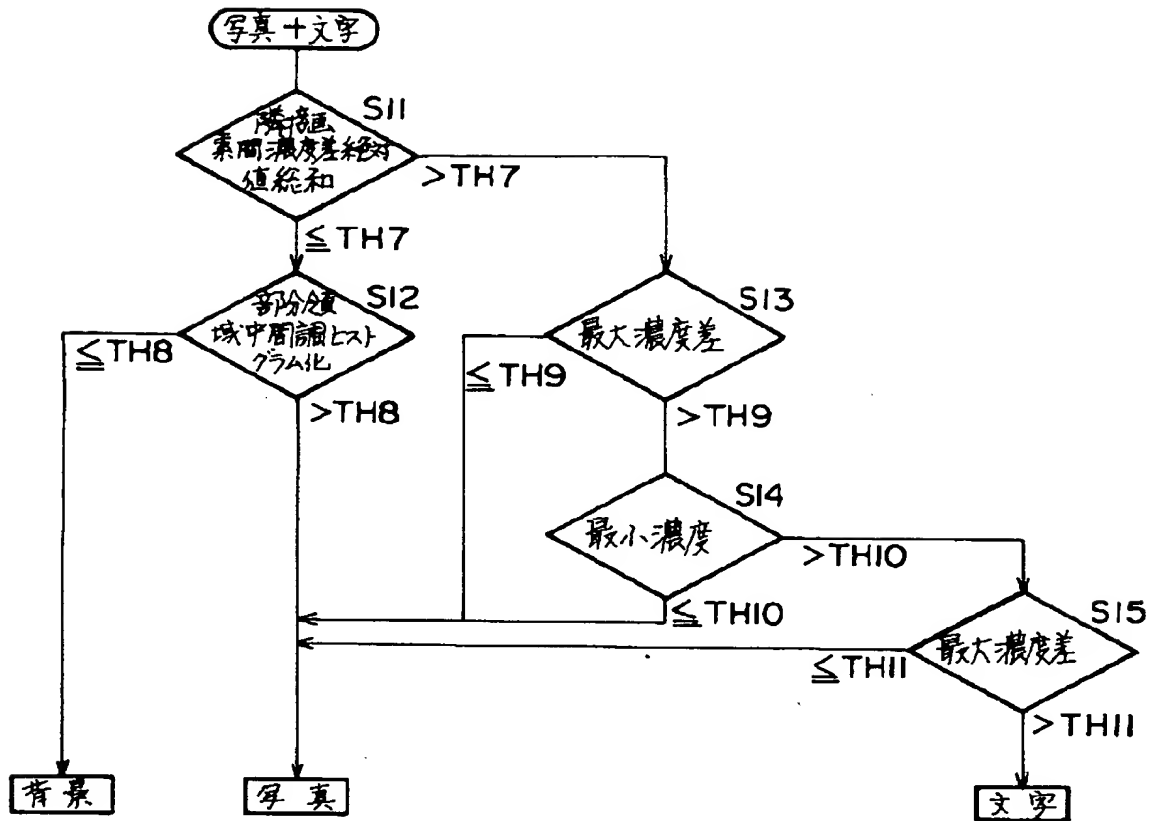 写真+文字
S11
隣接画
素間濃度差絶対
値総和
>TH7
≦TH7
S12
部分領
域中間調ヒスト
グラム化
≦TH8
>TH8
S13
最大濃度差
≦TH9
>TH9
S14
最小濃度
>TH10
≦TH10
S15
最大濃度差
≦TH11
>TH11
背景
写真
文字